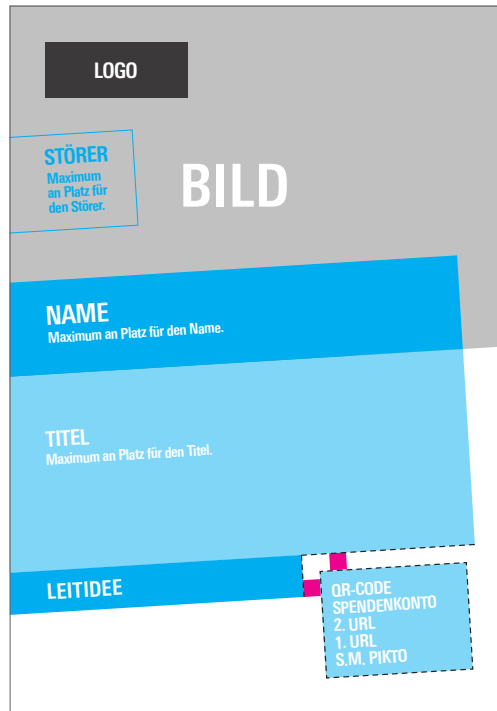 LOGO
STÖRER
Maximum
an Platz für
den Störer.
BILD
NAME
Maximum an Platz für den Name.
TITEL
Maximum an Platz für den Titel.
LEITIDEE
QR-CODE
SPENDENKONTO
2. URL
1. URL
S.M. PIKTO